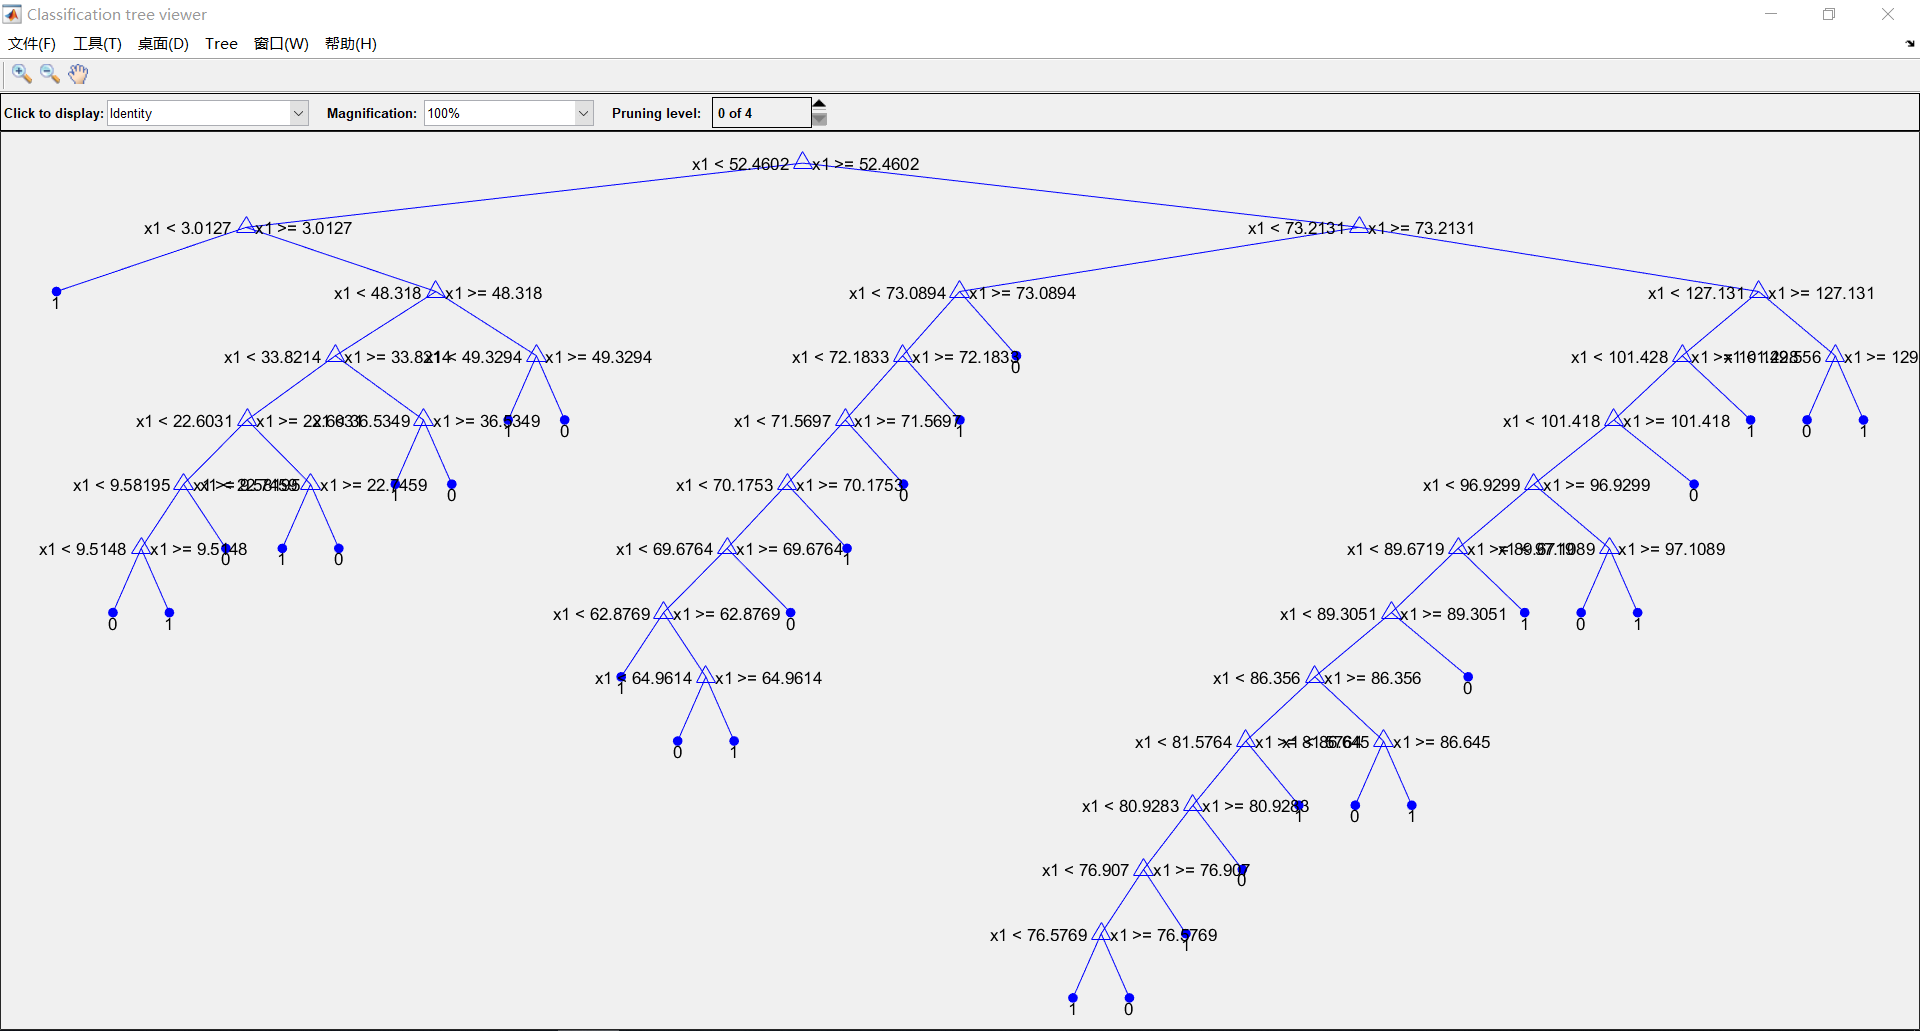 Classification tree viewer
文件(F) 工具(T) 桌面(D) Tree 窗口(W) 帮助(H)
Click to display: Identity Magnification: 100% Pruning level: 0 of 4
x1 < 52.4602 x1 >= 52.4602
x1 < 3.0127 x1 >= 3.0127 x1 < 73.2131 x1 >= 73.2131
1 x1 < 48.318 x1 >= 48.318 x1 < 73.0894 x1 >= 73.0894 x1 < 127.131 x1 >= 127.131
x1 < 33.8214 x1 >= 33.8214 x1 < 49.3294 x1 >= 49.3294 x1 < 72.1833 x1 >= 72.1833 0 x1 < 101.428 x1 >= 101.428 x1 < 129.556 x1 >= 129
x1 < 22.6031 x1 >= 22.6031 x1 < 36.5349 x1 >= 36.5349 1 0 x1 < 71.5697 x1 >= 71.5697 1 x1 < 101.418 x1 >= 101.418 1 0 1
x1 < 9.58195 x1 >= 9.58195 x1 < 22.7459 x1 >= 22.7459 1 0 x1 < 70.1753 x1 >= 70.1753 0 x1 < 96.9299 x1 >= 96.9299 0
x1 < 9.5148 x1 >= 9.5148 0 1 0 x1 < 69.6764 x1 >= 69.6764 1 x1 < 89.6719 x1 >= 89.6719 x1 < 97.1089 x1 >= 97.1089
0 1 x1 < 62.8769 x1 >= 62.8769 0 x1 < 89.3051 x1 >= 89.3051 1 0 1
1 x1 < 64.9614 x1 >= 64.9614 x1 < 86.356 x1 >= 86.356 0
0 1 x1 < 81.5764 x1 >= 81.5764 x1 < 86.645 x1 >= 86.645
x1 < 80.9283 x1 >= 80.9283 1 0 1
x1 < 76.907 x1 >= 76.907 0
x1 < 76.5769 x1 >= 76.5769 1
1 0